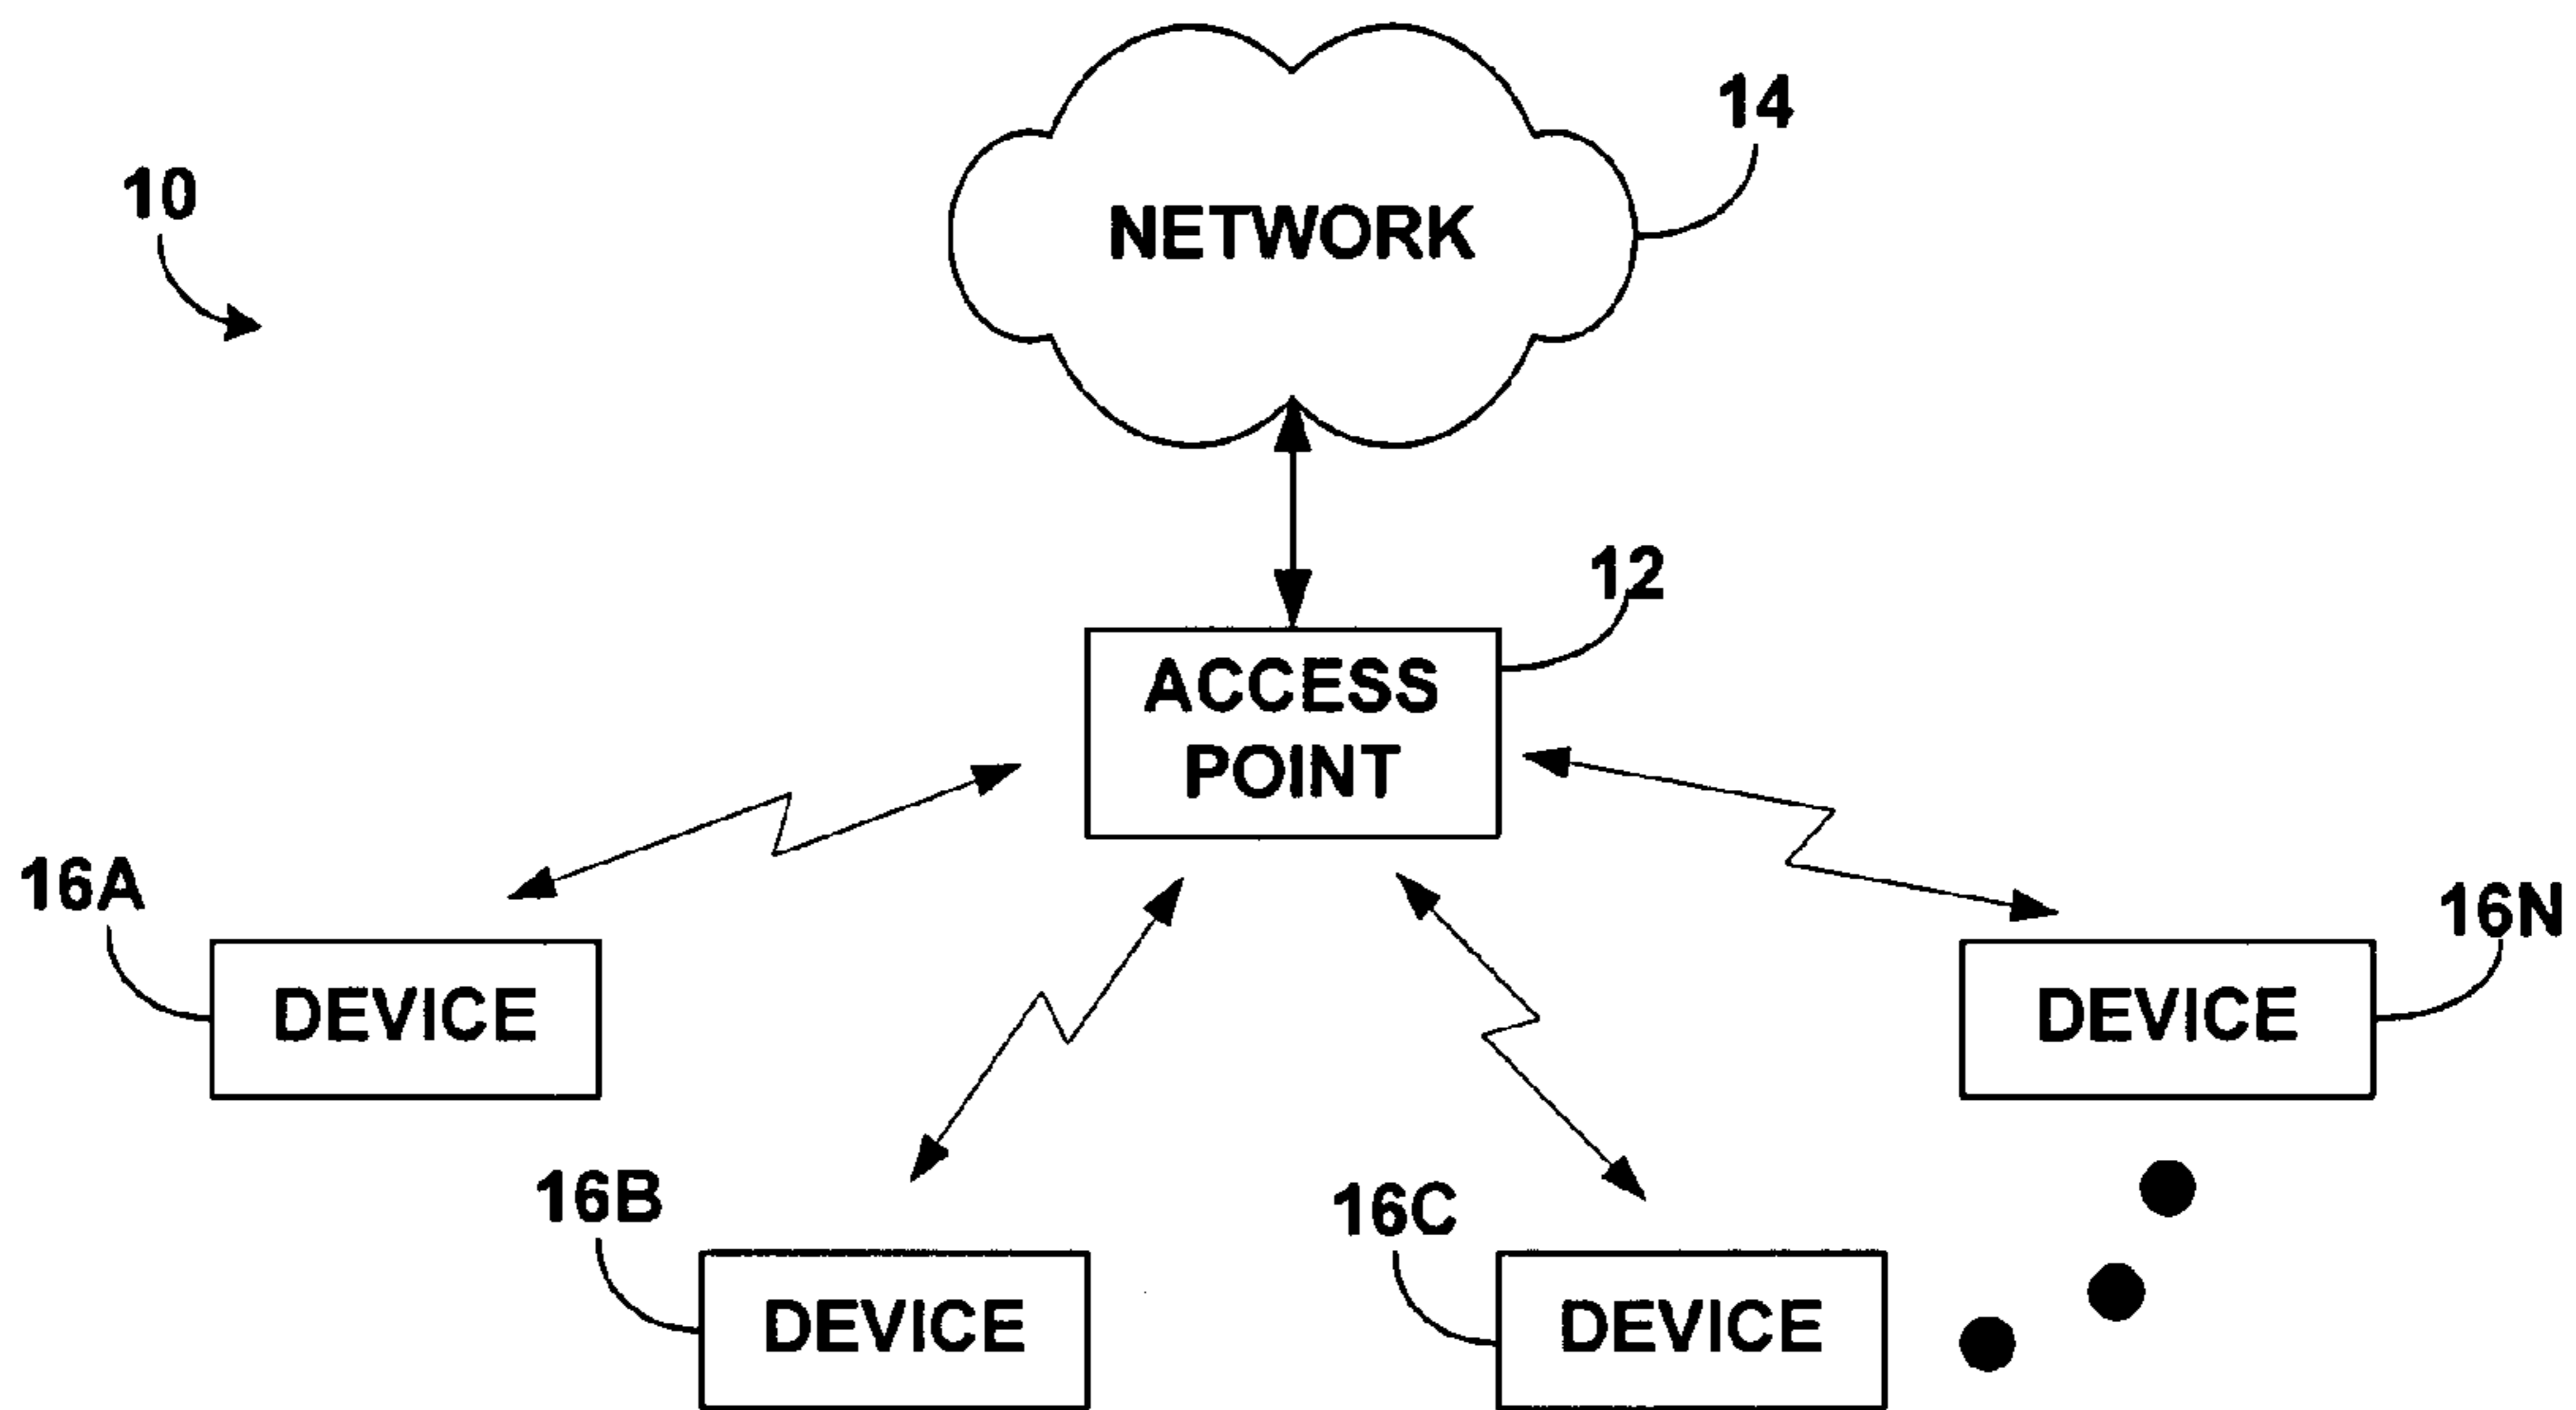 14
10
NETWORK
12
ACCESS
POINT
16A
16N
DEVICE
DEVICE
16B
16C
DEVICE
DEVICE